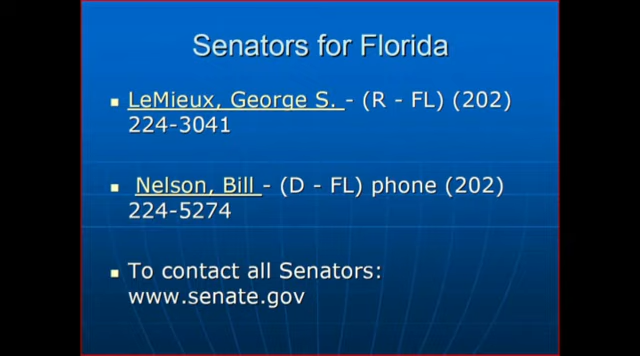 Senators for Florida
▪ LeMieux, George S. - (R - FL) (202)
224-3041
▪ Nelson, Bill - (D - FL) phone (202)
224-5274
▪ To contact all Senators:
www.senate.gov